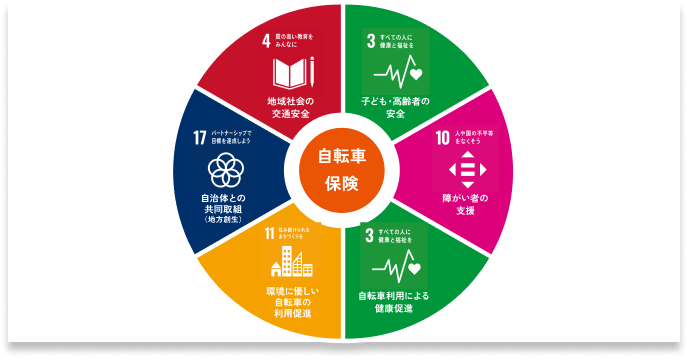 4 質の高い教育を
みんなに
地域社会の
交通安全
3 すべての人に
健康と福祉を
子ども・高齢者の
安全
17 パートナーシップで
目標を達成しよう
自治体との
共同取組
(地方創生)
自転車
保険
10 人や国の不平等
をなくそう
障がい者の
支援
11 住み続けられる
まちづくりを
環境に優しい
自転車の
利用促進
3 すべての人に
健康と福祉を
自転車利用による
健康促進